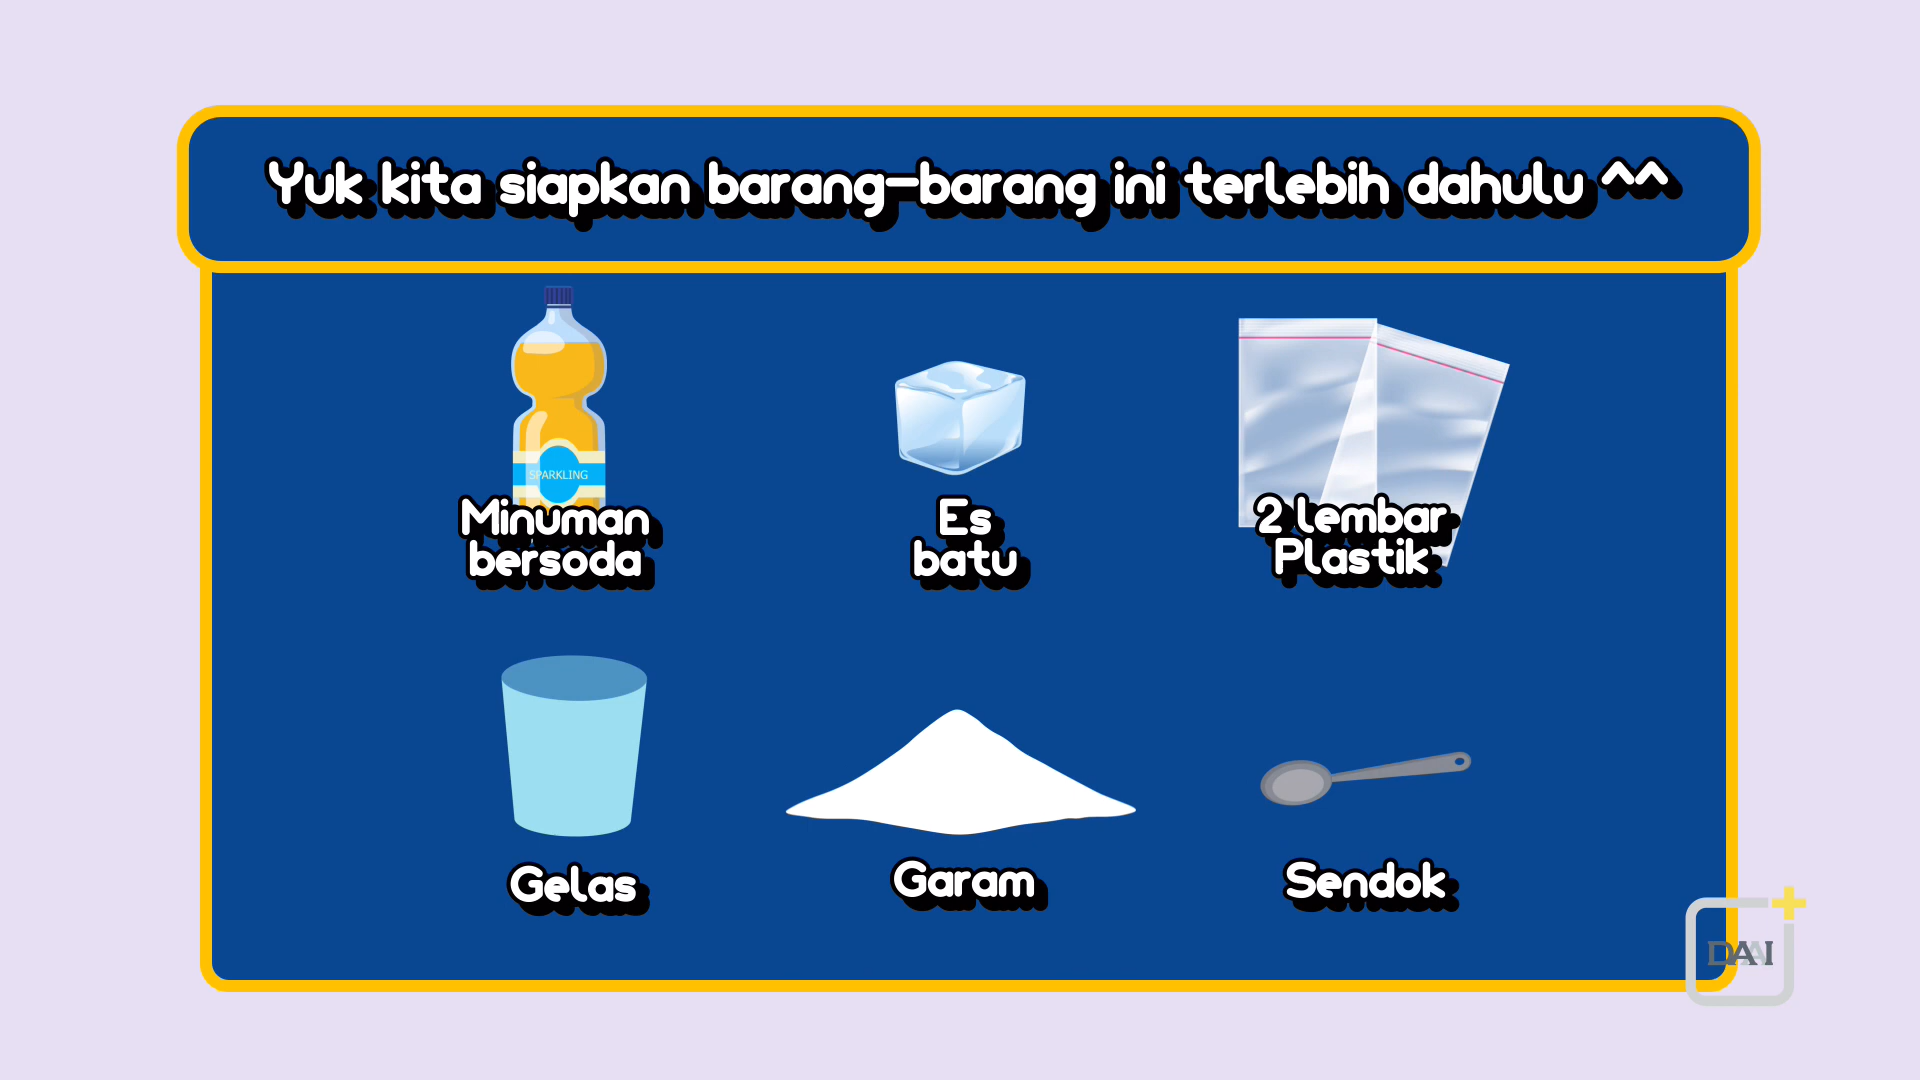 Yuk kita siapkan barang-barang ini terlebih dahulu ^^
SPARKLING
Minuman
bersoda
Es
batu
2 lembar
Plastik
Gelas
Garam
Sendok
DAAI+